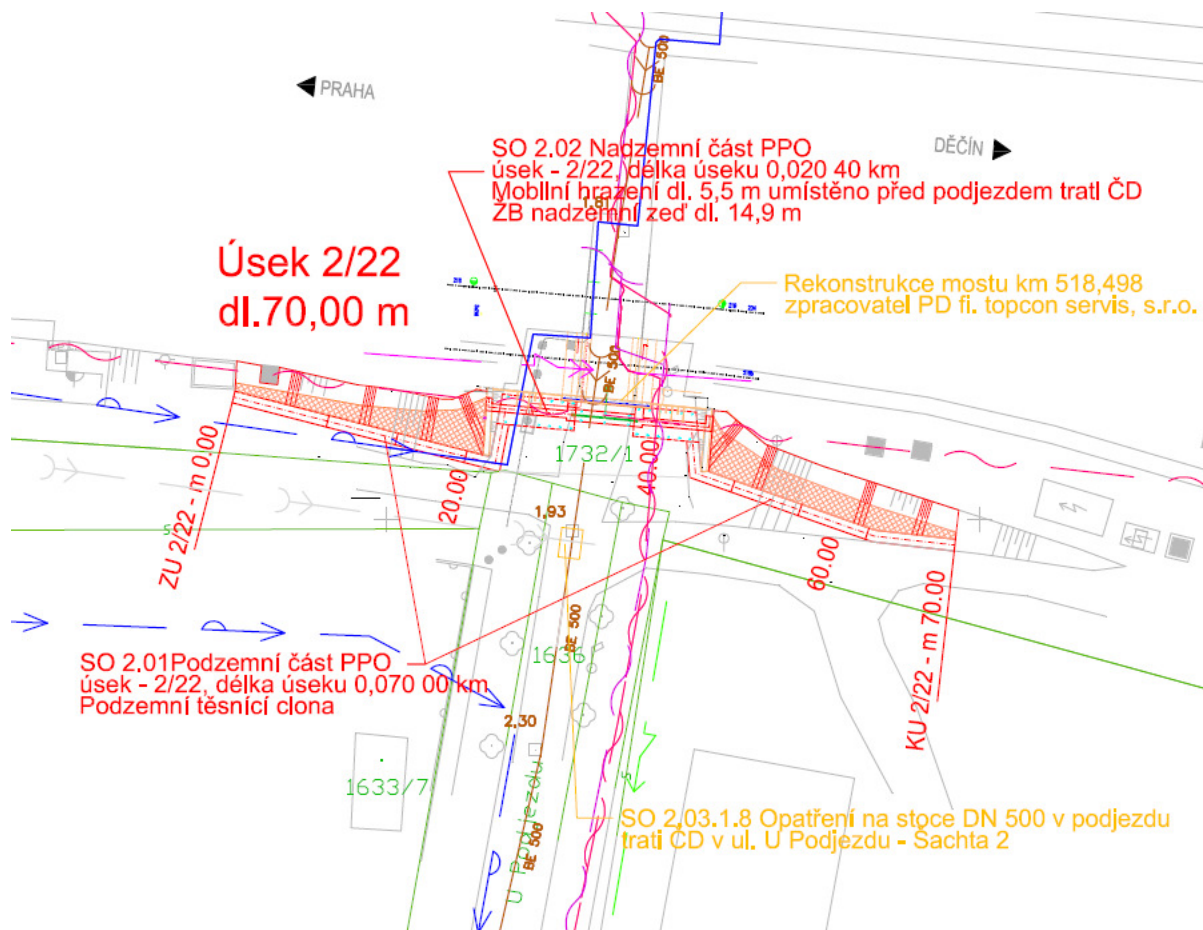 BE 500
PRAHA
DĚČÍN
SO 2.02 Nadzemní část PPO
úsek - 2/22, délka úseku 0,020 40 km
Mobilní hrazení dl. 5,5 m umístěno před podjezdem tratí ČD
ŽB nadzemní zeď dl. 14,9 m
1.81
Úsek 2/22
dl.70,00 m
Rekonstrukce mostu km 518,498
zpracovatel PD fi. topcon servis, s.r.o.
BE 500
1732/1
ZU 2/22 - m 0.00
20.00
40.00
60.00
KU 2/22 - m 70.00
1,93
BE 500
1636
SO 2.01Podzemní část PPO
úsek - 2/22, délka úseku 0,070 00 km
Podzemní těsnící clona
2,30
1633/7
U Podjezdu
BE 500
S
SO 2,03.1.8 Opatření na stoce DN 500 v podjezdu
trati ČD v ul. U Podjezdu - Šachta 2